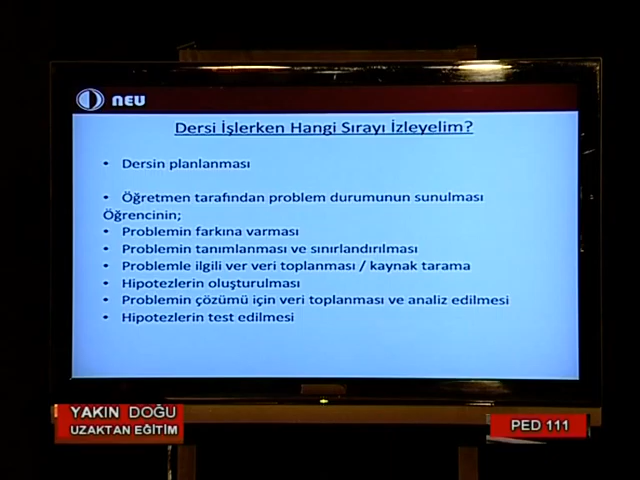 NEU
Dersi İşlerken Hangi Sırayı İzleyelim?
• Dersin planlanması
• Öğretmen tarafından problem durumunun sunulması
Öğrencinin;
• Problemin farkına varması
• Problemin tanımlanması ve sınırlandırılması
• Problemle ilgili ver veri toplanması / kaynak tarama
• Hipotezlerin oluşturulması
• Problemin çözümü için veri toplanması ve analiz edilmesi
• Hipotezlerin test edilmesi
YAKIN DOĞU
UZAKTAN EĞİTİM
PED 111